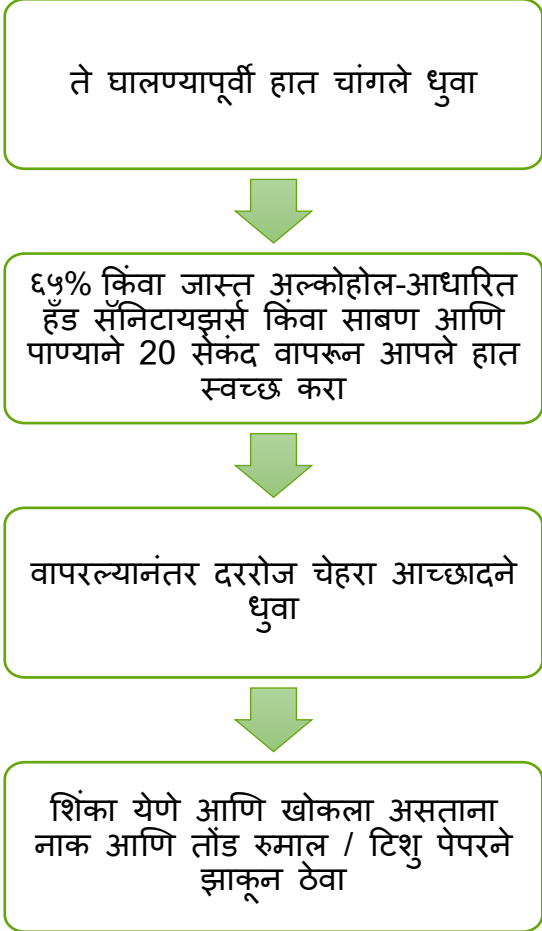 ते घालण्यापूर्वी हात चांगले धुवा
६५% किंवा जास्त अल्कोहोल-आधारित
हँड सॅनिटायझर्स किंवा साबण आणि
पाण्याने 20 सेकंद वापरून आपले हात
स्वच्छ करा
वापरल्यानंतर दररोज चेहरा आच्छादने
धुवा
शिंका येणे आणि खोकला असताना
नाक आणि तोंड रुमाल / टिशु पेपरने
झाकून ठेवा